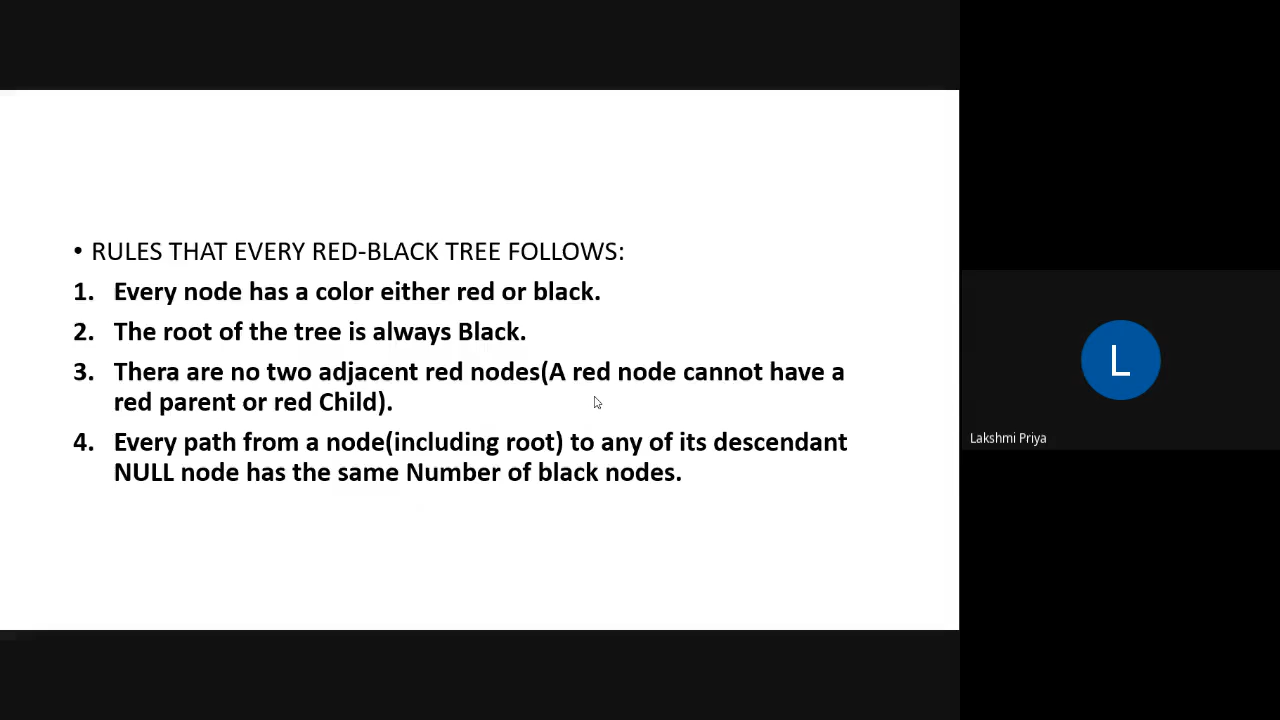 • RULES THAT EVERY RED-BLACK TREE FOLLOWS:
1. Every node has a color either red or black.
2. The root of the tree is always Black.
3. Thera are no two adjacent red nodes(A red node cannot have a
red parent or red Child).
4. Every path from a node(including root) to any of its descendant
NULL node has the same Number of black nodes.
L
Lakshmi Priya